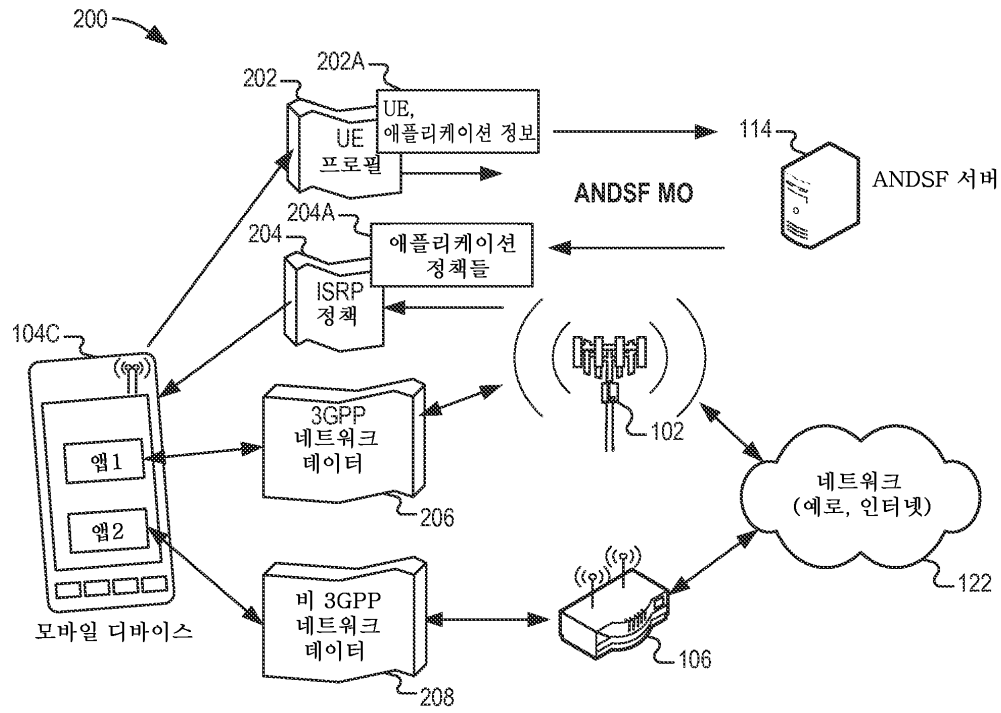 200
202A
202
UE,
애플리케이션 정보
UE
프로필
114
ANDSF 서버
ANDSF MO
204A
204
애플리케이션
정책들
ISRP
정책
104C
3GPP
네트워크
데이터
102
앱1
206
네트워크
(예로, 인터넷)
앱2
122
비 3GPP
네트워크
데이터
모바일 디바이스
106
208